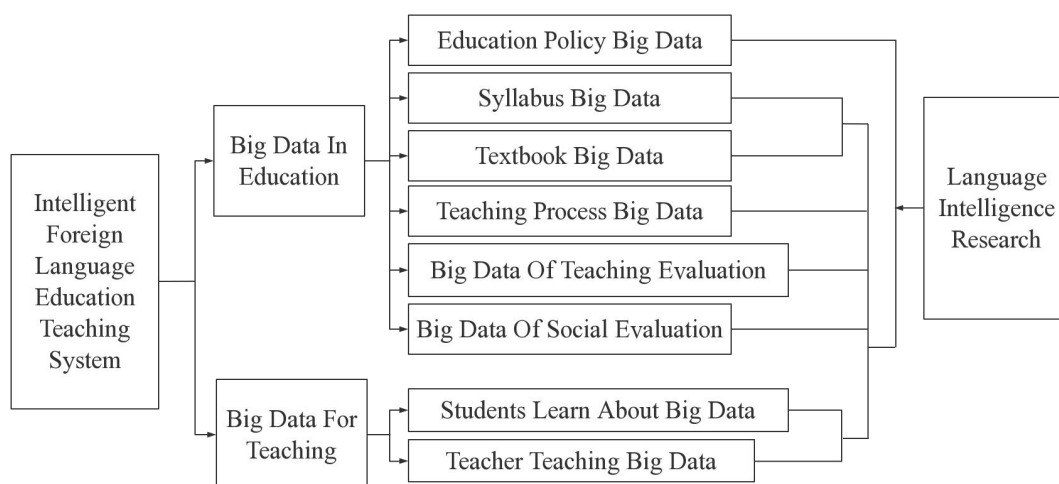 Intelligent
Foreign
Language
Education
Teaching
System
Big Data In
Education
Big Data For
Teaching
Education Policy Big Data
Syllabus Big Data
Textbook Big Data
Teaching Process Big Data
Big Data Of Teaching Evaluation
Big Data Of Social Evaluation
Students Learn About Big Data
Teacher Teaching Big Data
Language
Intelligence
Research